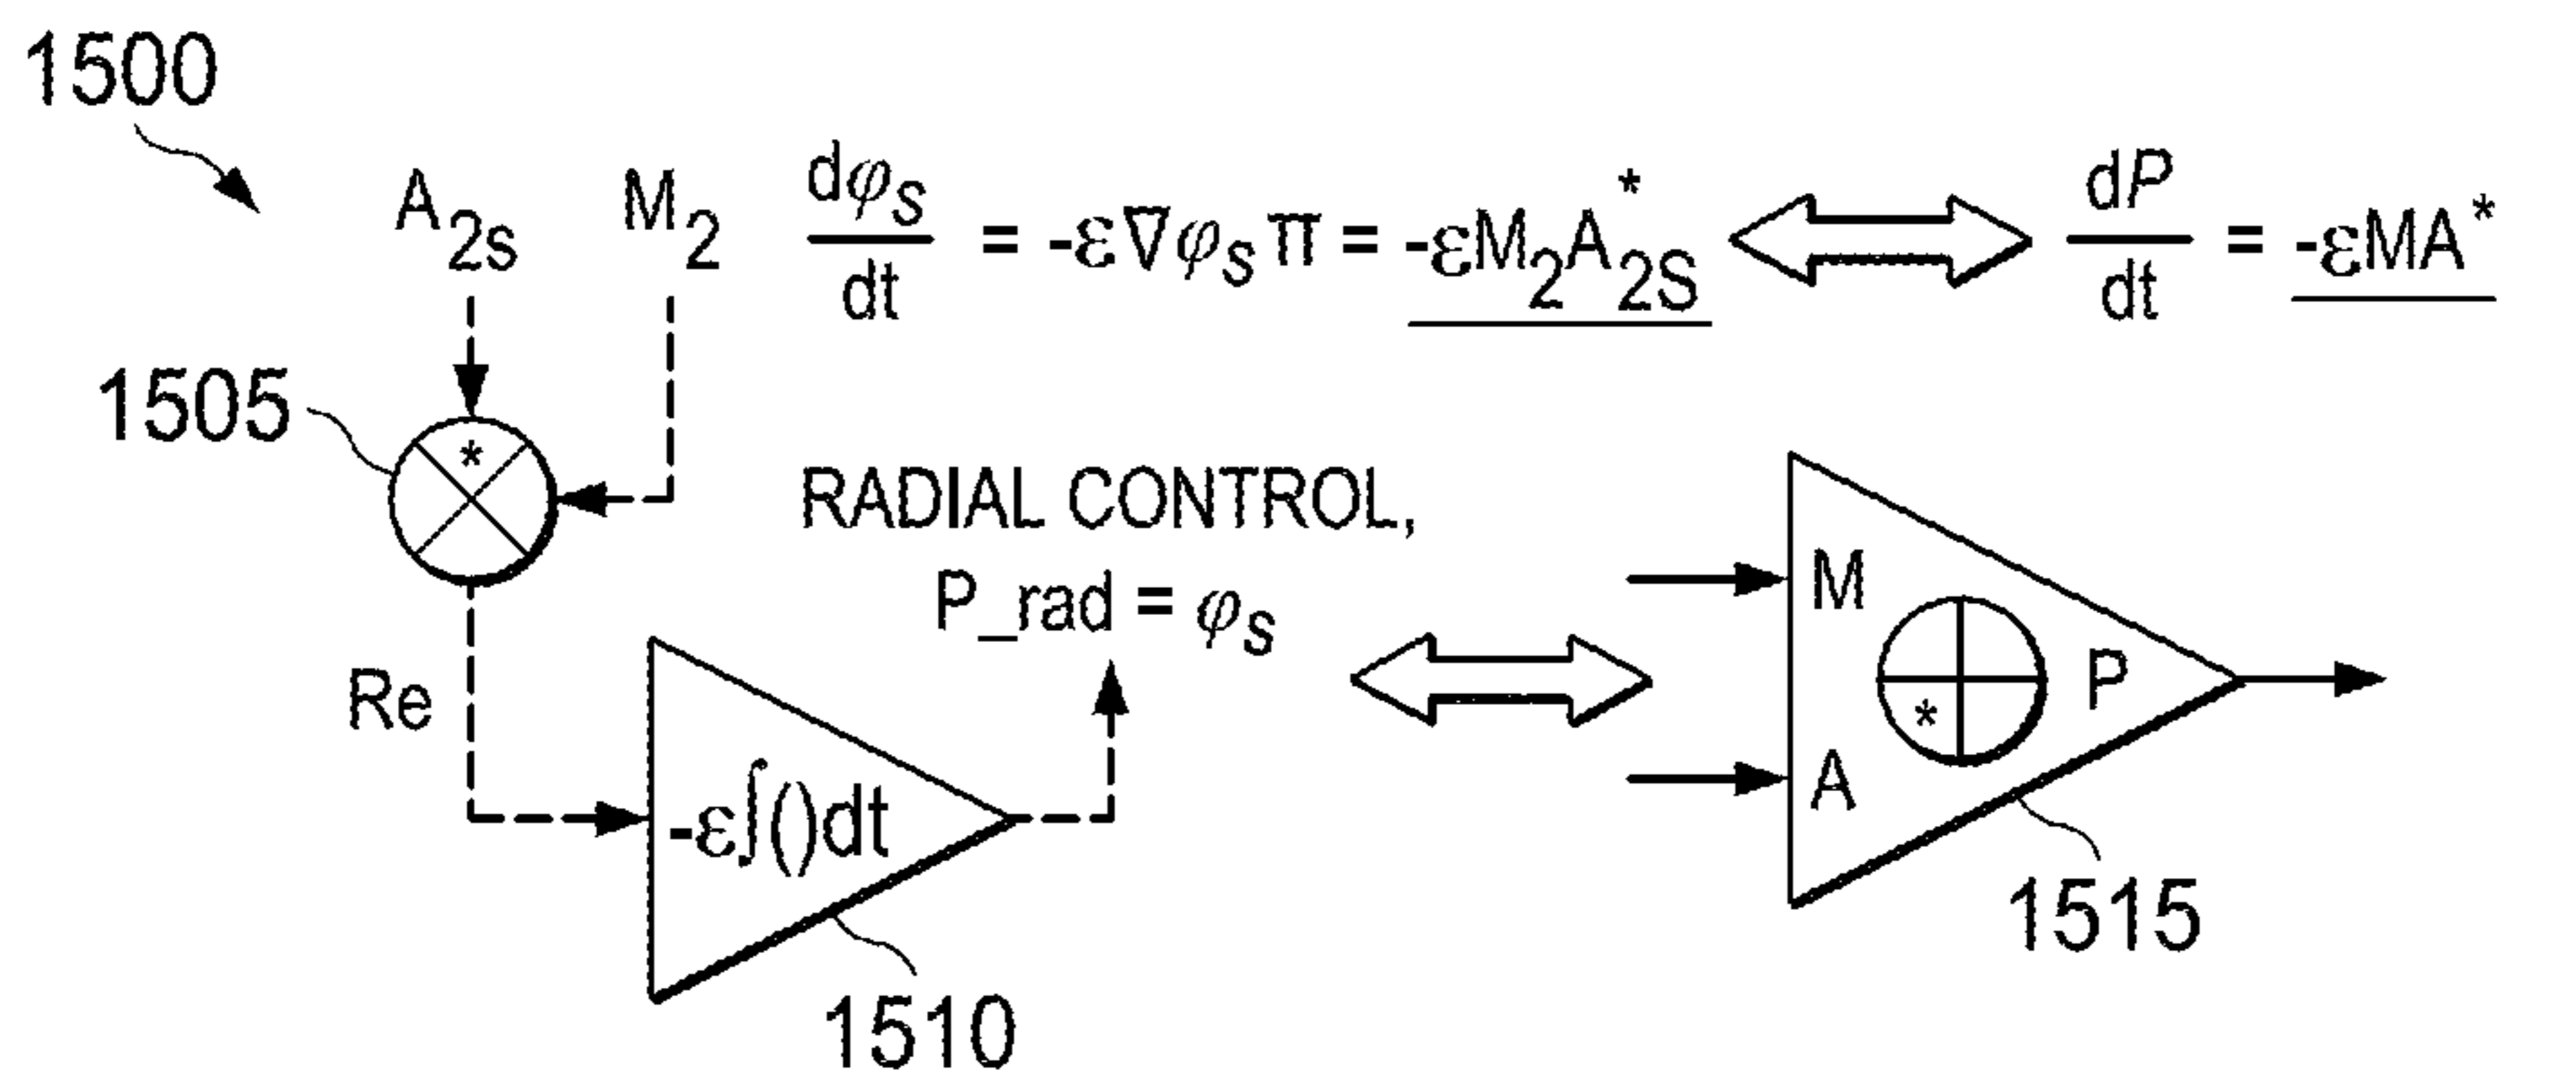 1500
A2s M2 dφs/dt = -ε∇φsπ = -εM2A*2S ⇔ dP/dt = -εMA*
1505
*
RADIAL CONTROL,
P_rad = φs
Re
-ε∫()dt
1510
M
P
*
A
1515